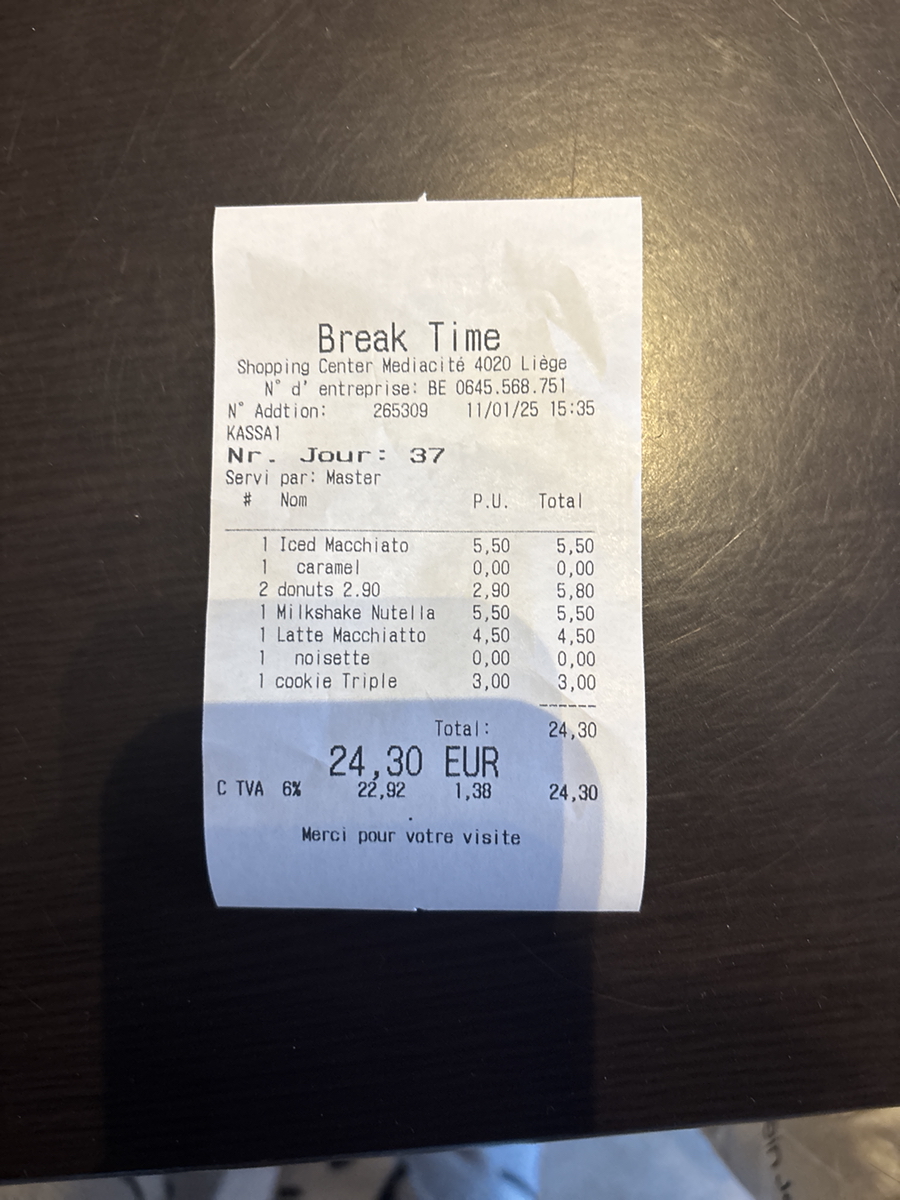 Break Time
Shopping Center Mediacité 4020 Liège
N° d' entreprise: BE 0645.568.751
N° Addtion: 265309 11/01/25 15:35
KASSA1
Nr. Jour: 37
Servi par: Master
# Nom P.U. Total
1 Iced Macchiato 5,50 5,50
1 caramel 0,00 0,00
2 donuts 2.90 2,90 5,80
1 Milkshake Nutella 5,50 5,50
1 Latte Macchiatto 4,50 4,50
1 noisette 0,00 0,00
1 cookie Triple 3,00 3,00
------
Total: 24,30
24,30 EUR
C TVA 6% 22,92 1,38 24,30
.
Merci pour votre visite